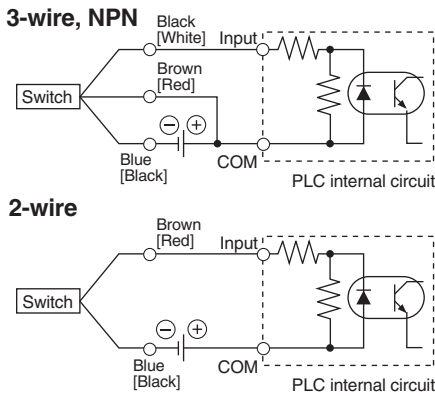 3-wire, NPN
Black
[White]
Input
Brown
[Red]
Switch
⊖ ⊕
Blue
[Black]
COM
PLC internal circuit
2-wire
Brown
[Red]
Input
Switch
⊖ ⊕
Blue
[Black]
COM
PLC internal circuit